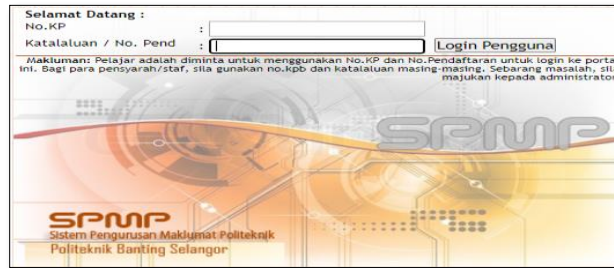 Selamat Datang :
No.KP :
Katalaluan / No. Pend : Login Pengguna
Makluman: Pelajar adalah diminta untuk menggunakan No.KP dan No.Pendaftaran untuk login ke porta
ini. Bagi para pensyarah/staf, sila gunakan no.kpb dan katalaluan masing-masing. Sebarang masalah, sil
majukan kepada administrator
SPMP
SPMP
Sistem Pengurusan Maklumat Politeknik
Politeknik Banting Selangor